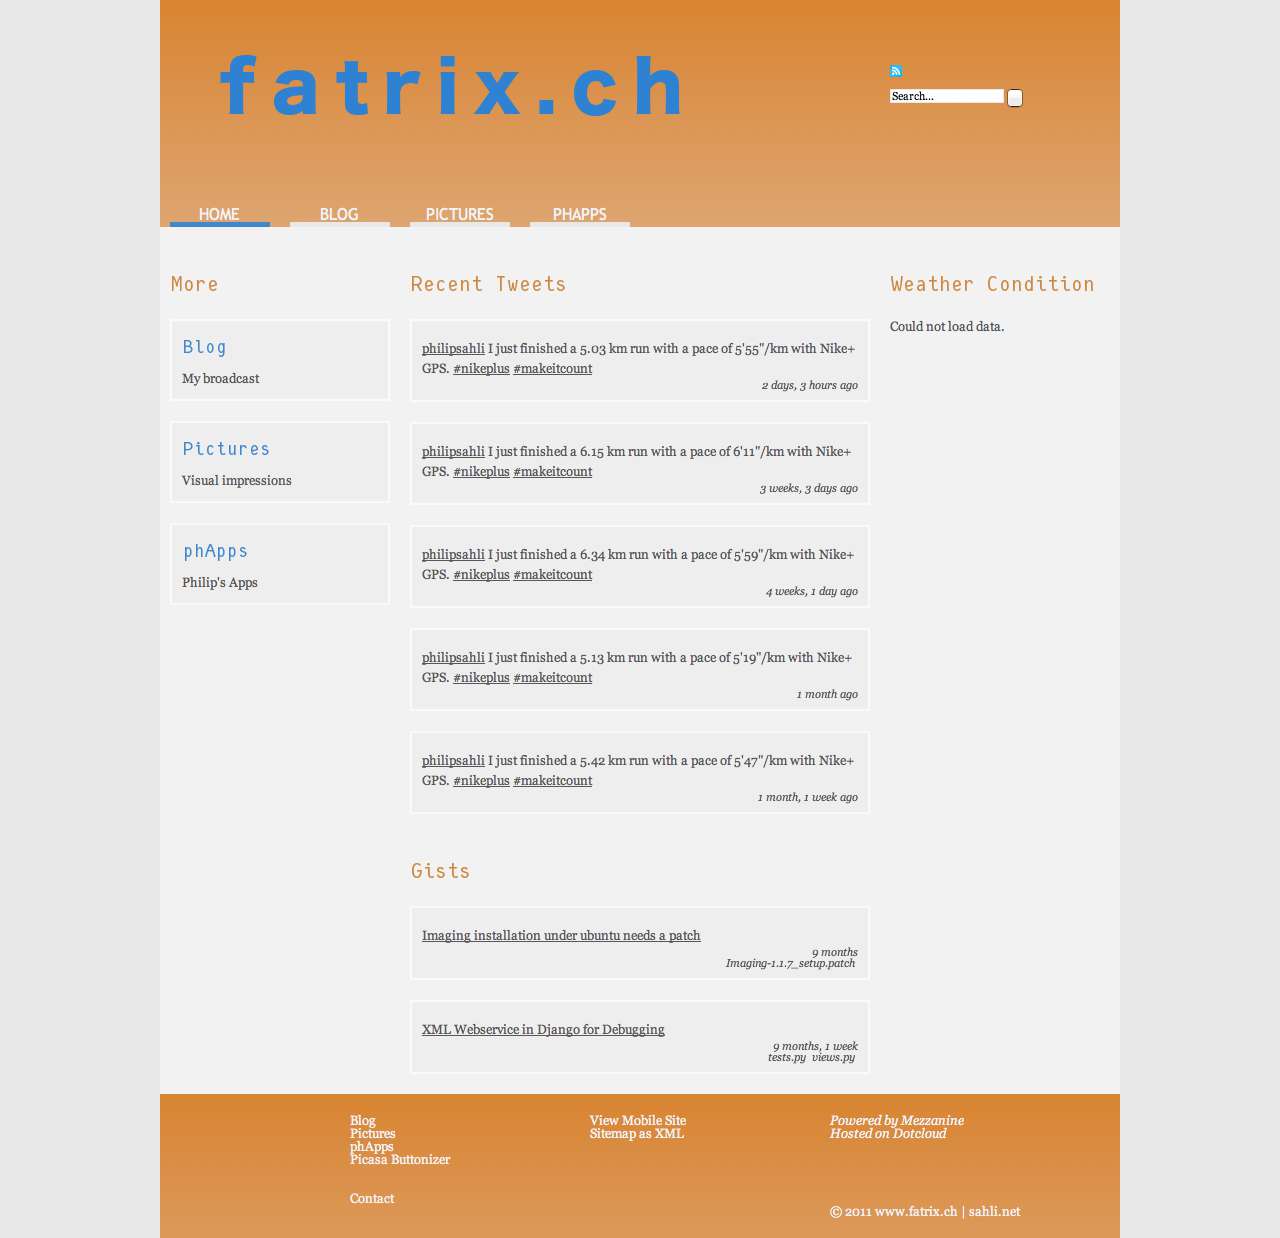 fatrix.ch
Search...
HOME
BLOG
PICTURES
PHAPPS
More
Blog
My broadcast
Pictures
Visual impressions
phApps
Philip's Apps
Recent Tweets
philipsahli I just finished a 5.03 km run with a pace of 5'55"/km with Nike+
GPS. #nikeplus #makeitcount
2 days, 3 hours ago
philipsahli I just finished a 6.15 km run with a pace of 6'11"/km with Nike+
GPS. #nikeplus #makeitcount
3 weeks, 3 days ago
philipsahli I just finished a 6.34 km run with a pace of 5'59"/km with Nike+
GPS. #nikeplus #makeitcount
4 weeks, 1 day ago
philipsahli I just finished a 5.13 km run with a pace of 5'19"/km with Nike+
GPS. #nikeplus #makeitcount
1 month ago
philipsahli I just finished a 5.42 km run with a pace of 5'47"/km with Nike+
GPS. #nikeplus #makeitcount
1 month, 1 week ago
Gists
Imaging installation under ubuntu needs a patch
9 months
Imaging-1.1.7_setup.patch
XML Webservice in Django for Debugging
9 months, 1 week
tests.py views.py
Weather Condition
Could not load data.
Blog
Pictures
phApps
Picasa Buttonizer
Contact
View Mobile Site
Sitemap as XML
Powered by Mezzanine
Hosted on Dotcloud
© 2011 www.fatrix.ch | sahli.net